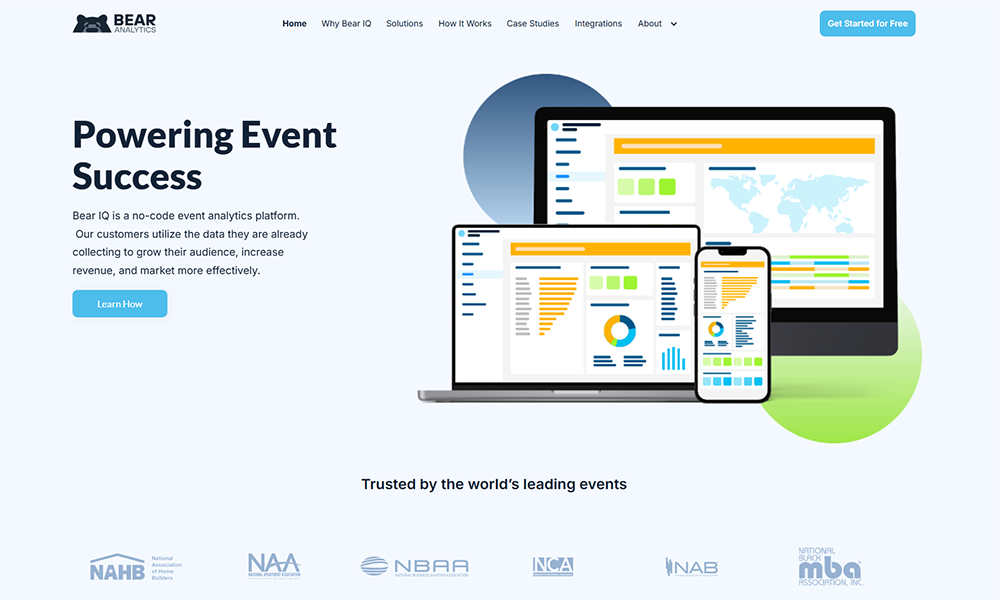 BEAR
ANALYTICS
Home Why Bear IQ Solutions How It Works Case Studies Integrations About
Get Started for Free
Powering Event
Success
Bear IQ is a no-code event analytics platform.
Our customers utilize the data they are already
collecting to grow their audience, increase
revenue, and market more effectively.
Learn How
Trusted by the world’s leading events
NAHB
National
Association
of Home
Builders
NAA
NATIONAL APARTMENT ASSOCIATION
NBAA
NATIONAL BUSINESS AVIATION ASSOCIATION
NCA
NAB
NATIONAL
BLACK
mba
ASSOCIATION, INC.